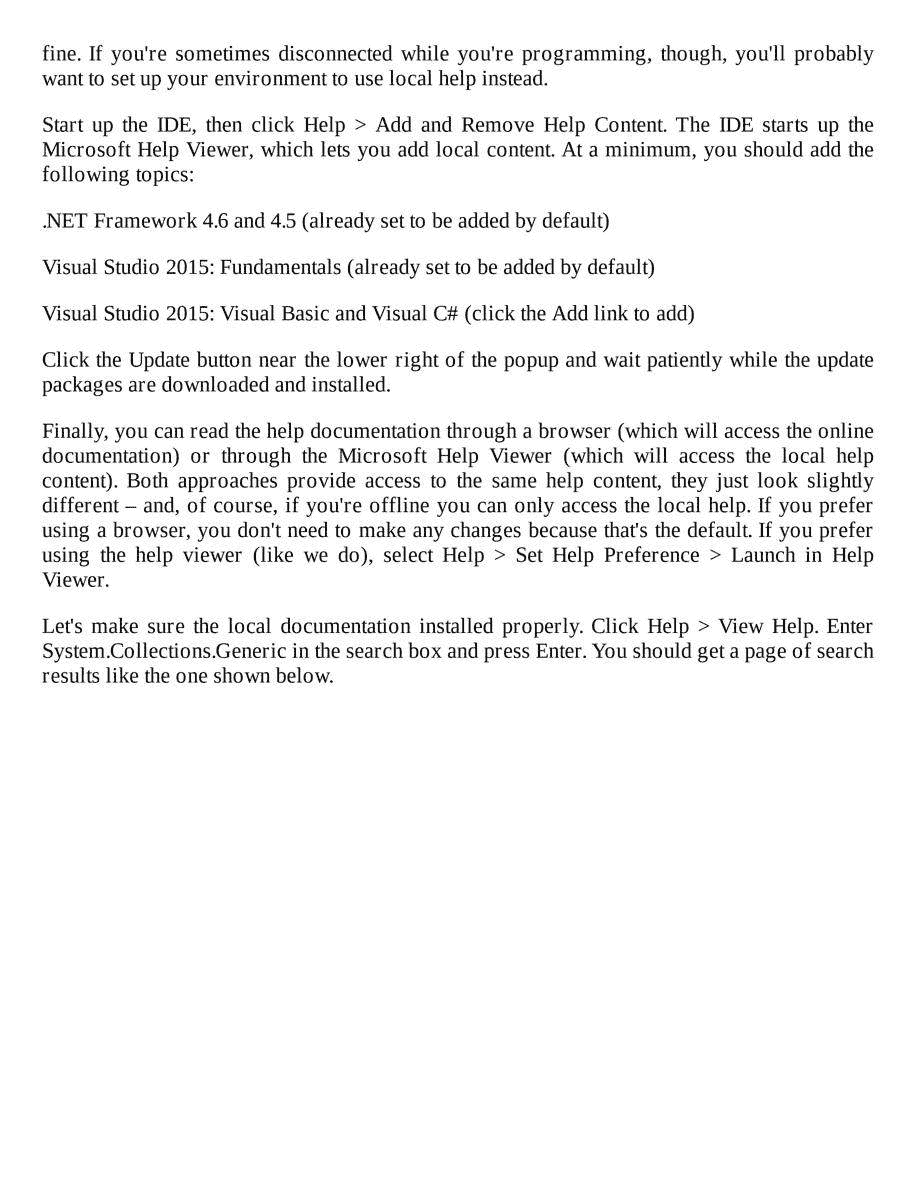 fine. If you're sometimes disconnected while you're programming, though, you'll probably
want to set up your environment to use local help instead.
Start up the IDE, then click Help > Add and Remove Help Content. The IDE starts up the
Microsoft Help Viewer, which lets you add local content. At a minimum, you should add the
following topics:
.NET Framework 4.6 and 4.5 (already set to be added by default)
Visual Studio 2015: Fundamentals (already set to be added by default)
Visual Studio 2015: Visual Basic and Visual C# (click the Add link to add)
Click the Update button near the lower right of the popup and wait patiently while the update
packages are downloaded and installed.
Finally, you can read the help documentation through a browser (which will access the online
documentation) or through the Microsoft Help Viewer (which will access the local help
content). Both approaches provide access to the same help content, they just look slightly
different – and, of course, if you're offline you can only access the local help. If you prefer
using a browser, you don't need to make any changes because that's the default. If you prefer
using the help viewer (like we do), select Help > Set Help Preference > Launch in Help
Viewer.
Let's make sure the local documentation installed properly. Click Help > View Help. Enter
System.Collections.Generic in the search box and press Enter. You should get a page of search
results like the one shown below.